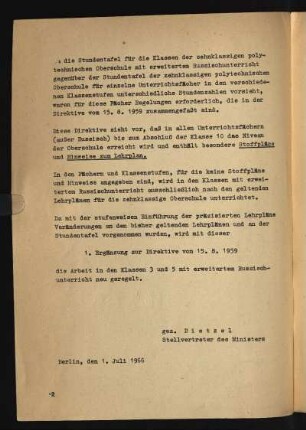 da die Stundentafel für die Klassen der zehnklassigen poly-
technischen Oberschule mit erweitertem Russischunterricht
gegenüber der Stundentafel der zehnklassigen polytechnischen
Oberschule für einzelne Unterrichtsfächer in den verschiede-
nen Klassenstufen unterschiedliche Stundenzahlen vorsieht,
waren für diese Fächer Regelungen erforderlich, die in der
Direktive vom 15. 8. 1959 zusammengefaßt sind.
Diese Direktive sieht vor, daß in allen Unterrichtsfächern
(außer Russisch) bis zum Abschluß der Klasse 10 das Niveau
der Oberschule erreicht wird und enthält besondere Stoffpläne
und Hinweise zum Lehrplan.
In den Fächern und Klassenstufen, für die keine Stoffpläne
und Hinweise angegeben sind, wird in den Klassen mit erwei-
tertem Russischunterricht ausschließlich nach den geltenden
Lehrplänen für die zehnklassige Oberschule unterrichtet.
Da mit der stufenweisen Einführung der präzisierten Lehrpläne
Veränderungen an den bisher geltenden Lehrplänen und an der
Stundentafel vorgenommen wurden, wird mit dieser
1. Ergänzung zur Direktive vom 15. 8. 1959
die Arbeit in den Klassen 3 und 5 mit erweitertem Russisch-
unterricht neu geregelt.
gez. Dietzel
Stellvertreter des Ministers
Berlin, den 1. Juli 1966